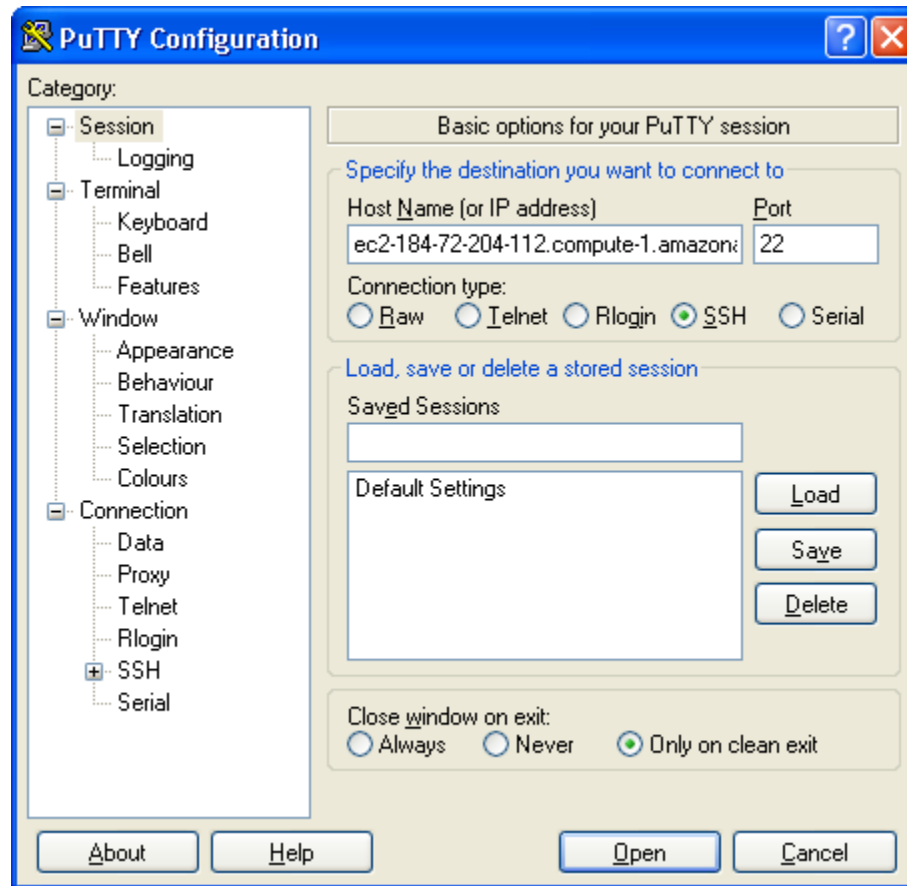 PuTTY Configuration
?
Category:
Session
Logging
Terminal
Keyboard
Bell
Features
Window
Appearance
Behaviour
Translation
Selection
Colours
Connection
Data
Proxy
Telnet
Rlogin
SSH
Serial
Basic options for your PuTTY session
Specify the destination you want to connect to
Host Name (or IP address) Port
ec2-184-72-204-112.compute-1.amazona 22
Connection type:
Raw Telnet Rlogin SSH Serial
Load, save or delete a stored session
Saved Sessions
Default Settings
Load
Save
Delete
Close window on exit:
Always Never Only on clean exit
About Help Open Cancel